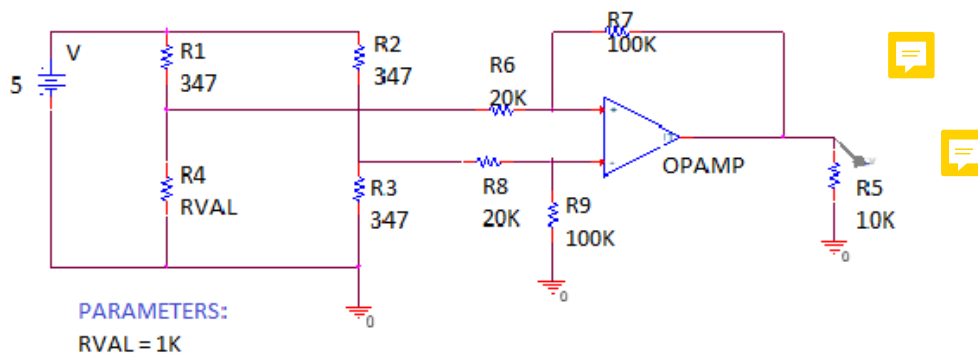 V
5
R1
347
R2
347
R7
100K
R6
20K
+
-
OPAMP
R4
RVAL
R3
347
R8
20K
R9
100K
R5
10K
0
0
0
PARAMETERS:
RVAL = 1K